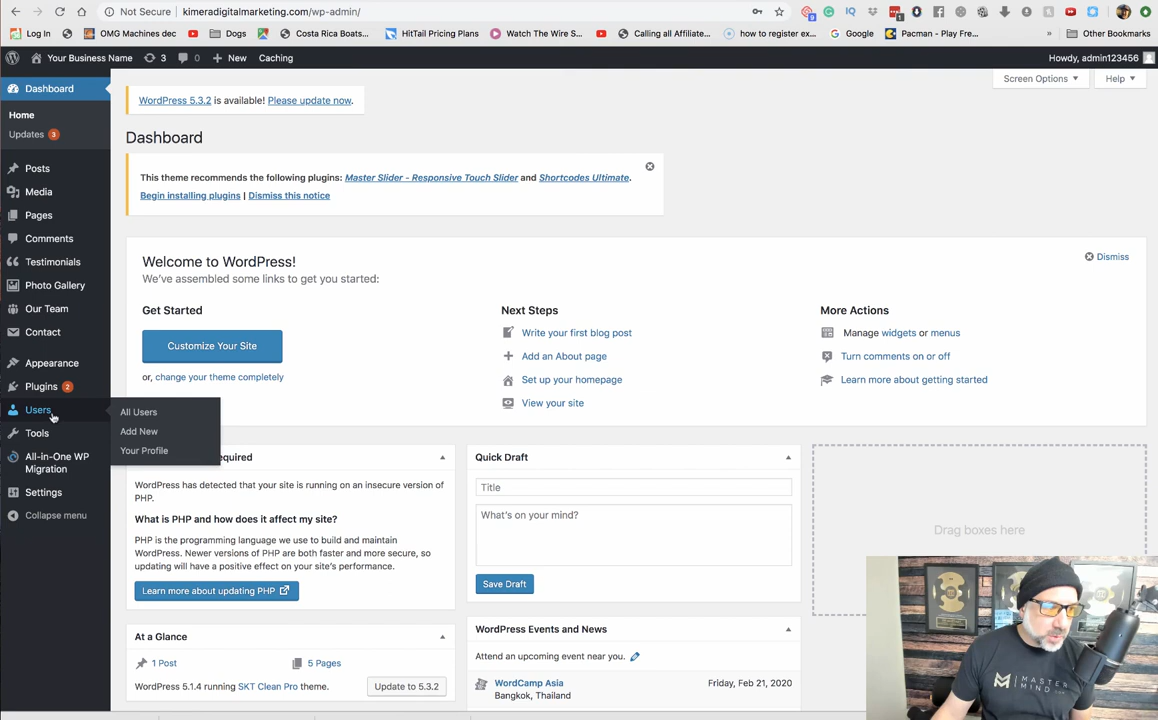 Not Secure kimeradigitalmarketing.com/wp-admin/
Log In OMG Machines dec Dogs Costa Rica Boats... HitTail Pricing Plans Watch The Wire S... Calling all Affiliate... how to register ex... Google Pacman - Play Fre... » Other Bookmarks
Your Business Name 3 0 New Caching Howdy, admin123456
Screen Options Help
Dashboard
Home
Updates 3
Posts
Media
Pages
Comments
Testimonials
Photo Gallery
Our Team
Contact
Appearance
Plugins 2
Users
Tools
All-in-One WP
Migration
Settings
Collapse menu
All Users
Add New
Your Profile
WordPress 5.3.2 is available! Please update now.
Dashboard
This theme recommends the following plugins: Master Slider - Responsive Touch Slider and Shortcodes Ultimate.
Begin installing plugins | Dismiss this notice
Welcome to WordPress!
Dismiss
We've assembled some links to get you started:
Get Started
Customize Your Site
or, change your theme completely
Next Steps
Write your first blog post
Add an About page
Set up your homepage
View your site
More Actions
Manage widgets or menus
Turn comments on or off
Learn more about getting started
WordPress has detected that your site is running on an insecure version of
PHP.
What is PHP and how does it affect my site?
PHP is the programming language we use to build and maintain
WordPress. Newer versions of PHP are both faster and more secure, so
updating will have a positive effect on your site's performance.
Learn more about updating PHP
At a Glance
1 Post 5 Pages
WordPress 5.1.4 running SKT Clean Pro theme. Update to 5.3.2
Quick Draft
Title
What's on your mind?
Save Draft
WordPress Events and News
Attend an upcoming event near you.
WordCamp Asia Friday, Feb 21, 2020
Bangkok, Thailand
Drag boxes here
MASTER
MIND